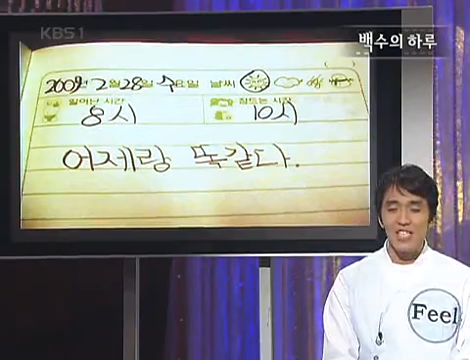 KBS1
백수의 하루
2009년 2월 28일 수요일 날씨
일어난 시간 잠드는 시간
8시 10시
어제랑 똑같다.
Feel